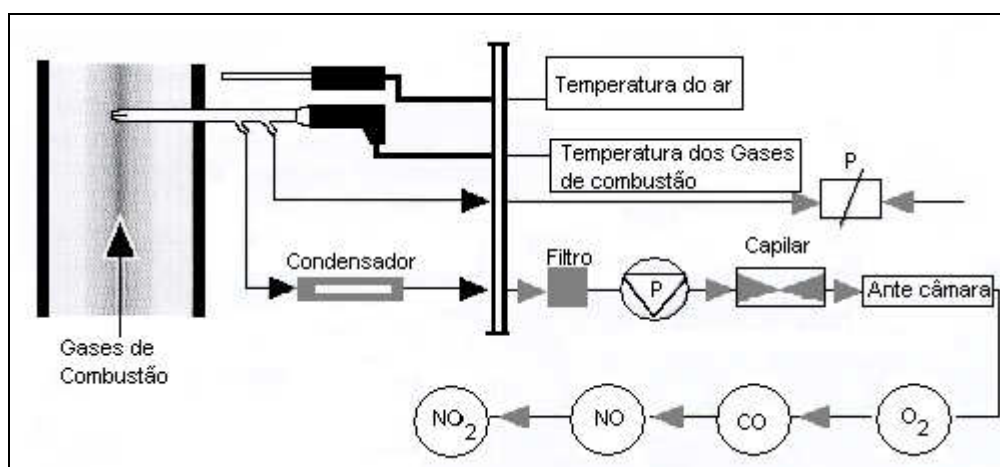 Temperatura do ar
Temperatura dos Gases
de combustão
P
Condensador
Filtro
P
Capilar
Ante câmara
Gases de
Combustão
NO2
NO
CO
O2